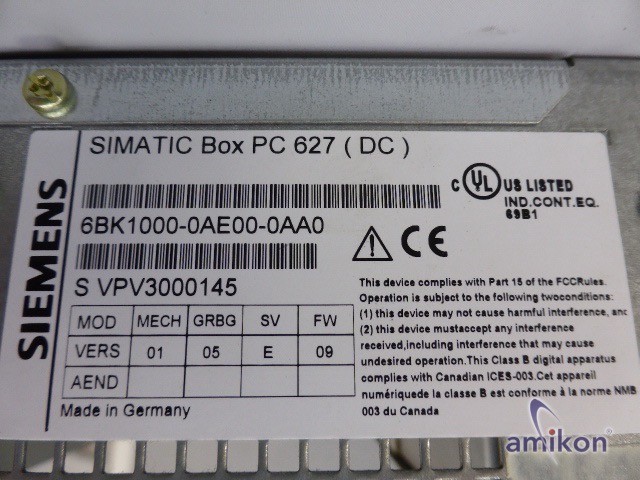 SIMATIC Box PC 627 ( DC )
SIEMENS
6BK1000-0AE00-0AA0
S VPV3000145
C UL US LISTED
IND.CONT.EQ.
69B1
CE
This device complies with Part 15 of the FCCRules.
Operation is subject to the following twoconditions:
(1) this device may not cause harmful interference, anc
(2) this device mustaccept any interference
received,including interference that may cause
undesired operation.This Class B digital apparatus
complies with Canadian ICES-003.Cet appareil
numériquede la classe B est conforme à la norme NMB
003 du Canada
MOD MECH GRBG SV FW
VERS 01 05 E 09
AEND
Made in Germany
amikon